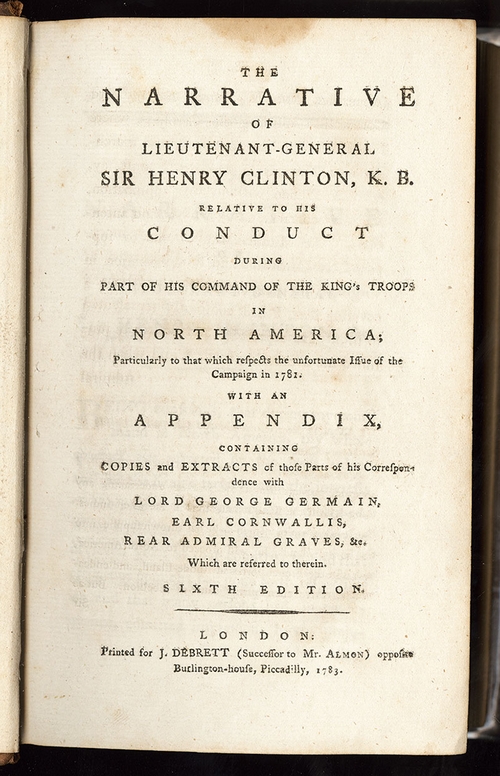 THE
NARRATIVE
OF
LIEUTENANT-GENERAL
SIR HENRY CLINTON, K. B.
RELATIVE TO HIS
CONDUCT
DURING
PART OF HIS COMMAND OF THE KING's TROOPS
IN
NORTH AMERICA;
Particularly to that which reſpects the unfortunate Iſſue of the
Campaign in 1781.
WITH AN
APPENDIX,
CONTAINING
COPIES and EXTRACTS of thoſe Parts of his Correſpon-
dence with
LORD GEORGE GERMAIN,
EARL CORNWALLIS,
REAR ADMIRAL GRAVES, &c.
Which are referred to therein.
SIXTH EDITION.
LONDON:
Printed for J. DEBRETT (Succeſſor to Mr. ALMON) oppoſite
Burlington-houſe, Piccadilly, 1783.